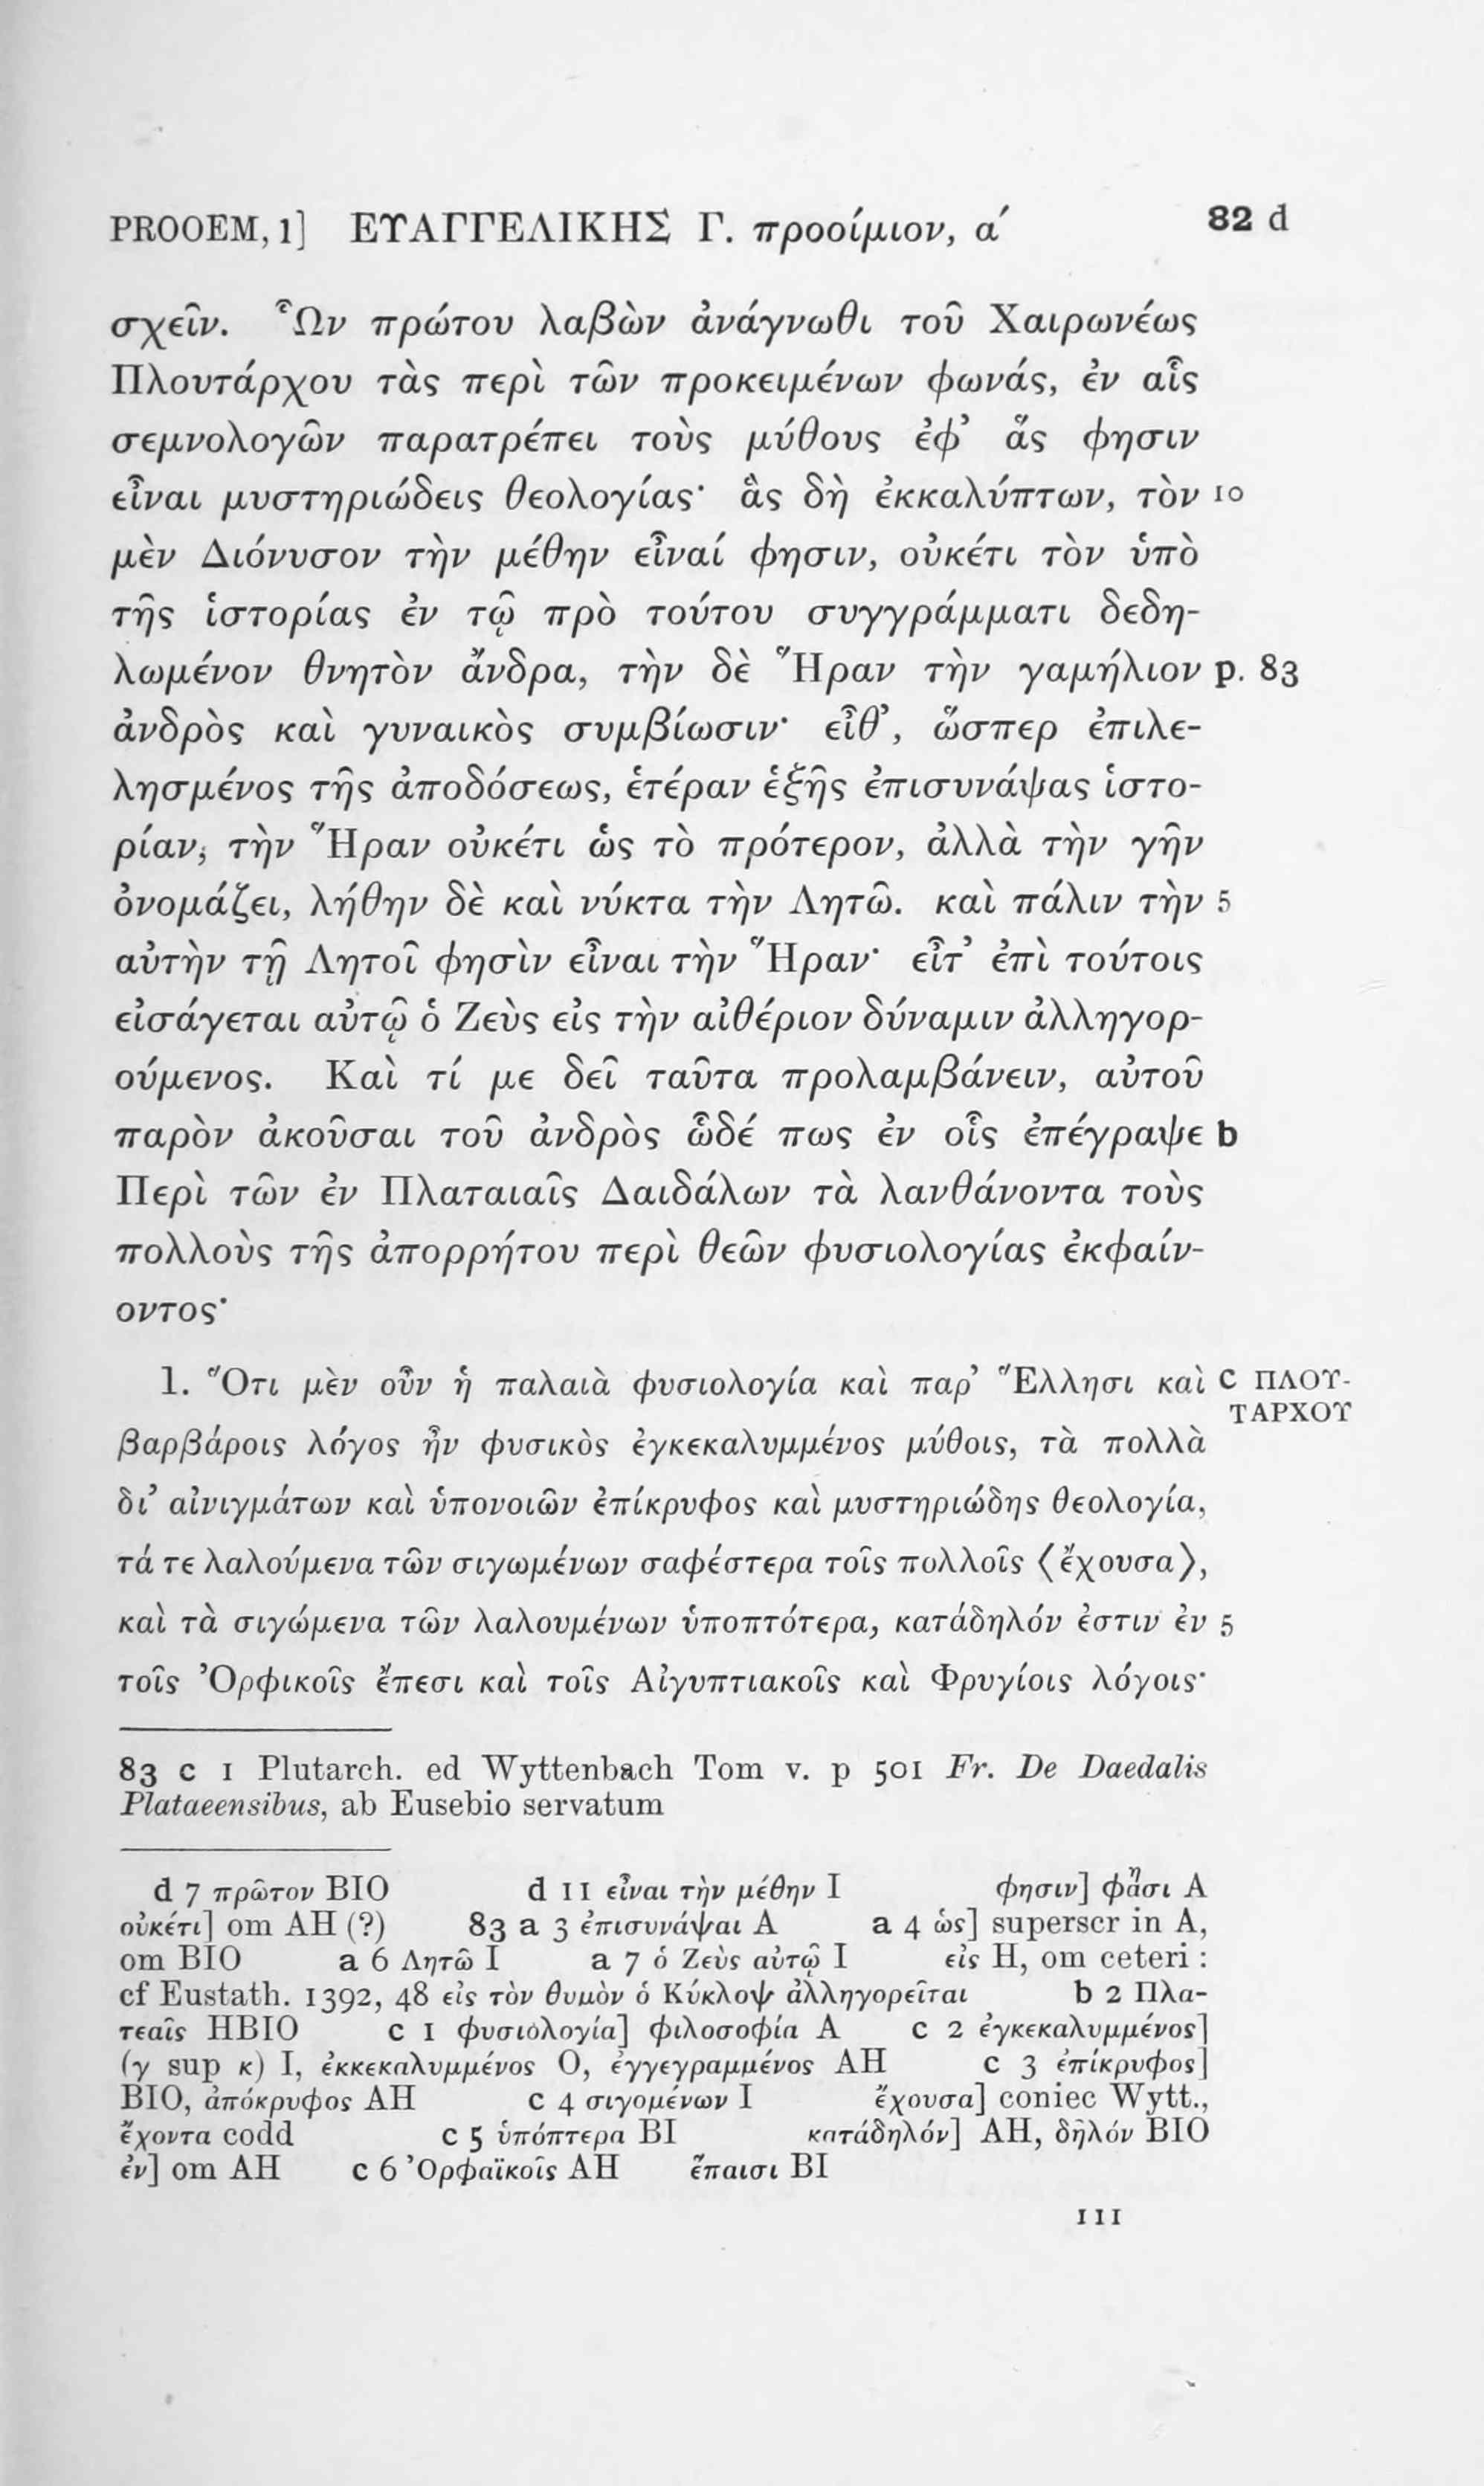 PROOEM, 1] ΕΥΑΓΓΕΛΙΚΗΣ Γ. προοίμιον, α΄ 82 d
σχεῖν. Ὧν πρώτου λαβὼν ἀνάγνωθι τοῦ Χαιρωνέως
Πλουτάρχου τὰς περὶ τῶν προκειμένων φωνάς, ἐν αἷς
σεμνολογῶν παρατρέπει τοὺς μύθους ἐφ’ ἅς φησιν
εἶναι μυστηριώδεις θεολογίας· ἃς δὴ ἐκκαλύπτων, τὸν 10
μὲν Διόνυσον τὴν μέθην εἶναί φησιν, οὐκέτι τὸν ὑπὸ
τῆς ἱστορίας ἐν τῷ πρὸ τούτου συγγράμματι δεδη-
λωμένον θνητὸν ἄνδρα, τὴν δὲ Ἥραν τὴν γαμήλιον p. 83
ἀνδρὸς καὶ γυναικὸς συμβίωσιν· εἶθ’, ὥσπερ ἐπιλε-
λησμένος τῆς ἀποδόσεως, ἑτέραν ἑξῆς ἐπισυνάψας ἱστο-
ρίαν, τὴν Ἥραν οὐκέτι ὡς τὸ πρότερον, ἀλλὰ τὴν γῆν
ὀνομάζει, λήθην δὲ καὶ νύκτα τὴν Λητῶ. καὶ πάλιν τὴν 5
αὐτὴν τῇ Λητοῖ φησὶν εἶναι τὴν Ἥραν· εἶτ’ ἐπὶ τούτοις
εἰσάγεται αὐτῷ ὁ Ζεὺς εἰς τὴν αἰθέριον δύναμιν ἀλληγορ-
ούμενος. Καὶ τί με δεῖ ταῦτα προλαμβάνειν, αὐτοῦ
παρὸν ἀκοῦσαι τοῦ ἀνδρὸς ὧδέ πως ἐν οἷς ἐπέγραψε b
Περὶ τῶν ἐν Πλαταιαῖς Δαιδάλων τὰ λανθάνοντα τοὺς
πολλοὺς τῆς ἀπορρήτου περὶ θεῶν φυσιολογίας ἐκφαίν-
οντος·
1. Ὅτι μὲν οὖν ἡ παλαιὰ φυσιολογία καὶ παρ’ Ἕλλησι καὶ c ΠΛΟΥ-
ΤΑΡΧΟΥ
βαρβάροις λόγος ἦν φυσικὸς ἐγκεκαλυμμένος μύθοις, τὰ πολλὰ
δι’ αἰνιγμάτων καὶ ὑπονοιῶν ἐπίκρυφος καὶ μυστηριώδης θεολογία,
τά τε λαλούμενα τῶν σιγωμένων σαφέστερα τοῖς πολλοῖς ⟨ἔχουσα⟩,
καὶ τὰ σιγώμενα τῶν λαλουμένων ὑποπτότερα, κατάδηλόν ἐστιν ἐν 5
τοῖς Ὀρφικοῖς ἔπεσι καὶ τοῖς Αἰγυπτιακοῖς καὶ Φρυγίοις λόγοις·
83 c 1 Plutarch. ed Wyttenbach Tom v. p 501 Fr. De Daedalis
Plataeensibus, ab Eusebio servatum
d 7 πρῶτον BIO d 11 εἶναι τὴν μέθην I φησιν] φᾶσι A
οὐκέτι] om AH (?) 83 a 3 ἐπισυνάψαι A a 4 ὡς] superscr in A,
om BIO a 6 Λητῶ I a 7 ὁ Ζεὺς αὐτῷ I εἰς H, om ceteri :
cf Eustath. 1392, 48 εἰς τὸν θυμὸν ὁ Κύκλοψ ἀλληγορεῖται b 2 Πλα-
τεαῖς HBIO c 1 φυσιολογία] φιλοσοφία A c 2 ἐγκεκαλυμμένος]
(γ sup κ) I, ἐκκεκαλυμμένος O, ἐγγεγραμμένος AH c 3 ἐπίκρυφος]
BIO, ἀπόκρυφος AH c 4 σιγομένων I ἔχουσα] coniec Wytt.,
ἔχοντα codd c 5 ὑπόπτερα BI κατάδηλόν] AH, δῆλόν BIO
ἐν] om AH c 6 Ὀρφαϊκοῖς AH ἔπαισι BI
111